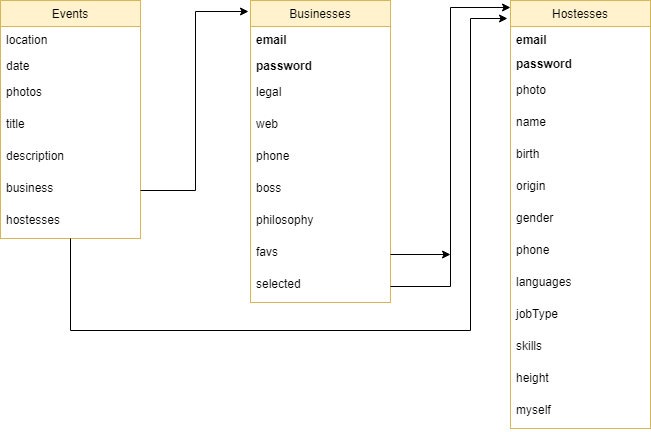 Events
location
date
photos
title
description
business
hostesses
Businesses
email
password
legal
web
phone
boss
philosophy
favs
selected
Hostesses
email
password
photo
name
birth
origin
gender
phone
languages
jobType
skills
height
myself